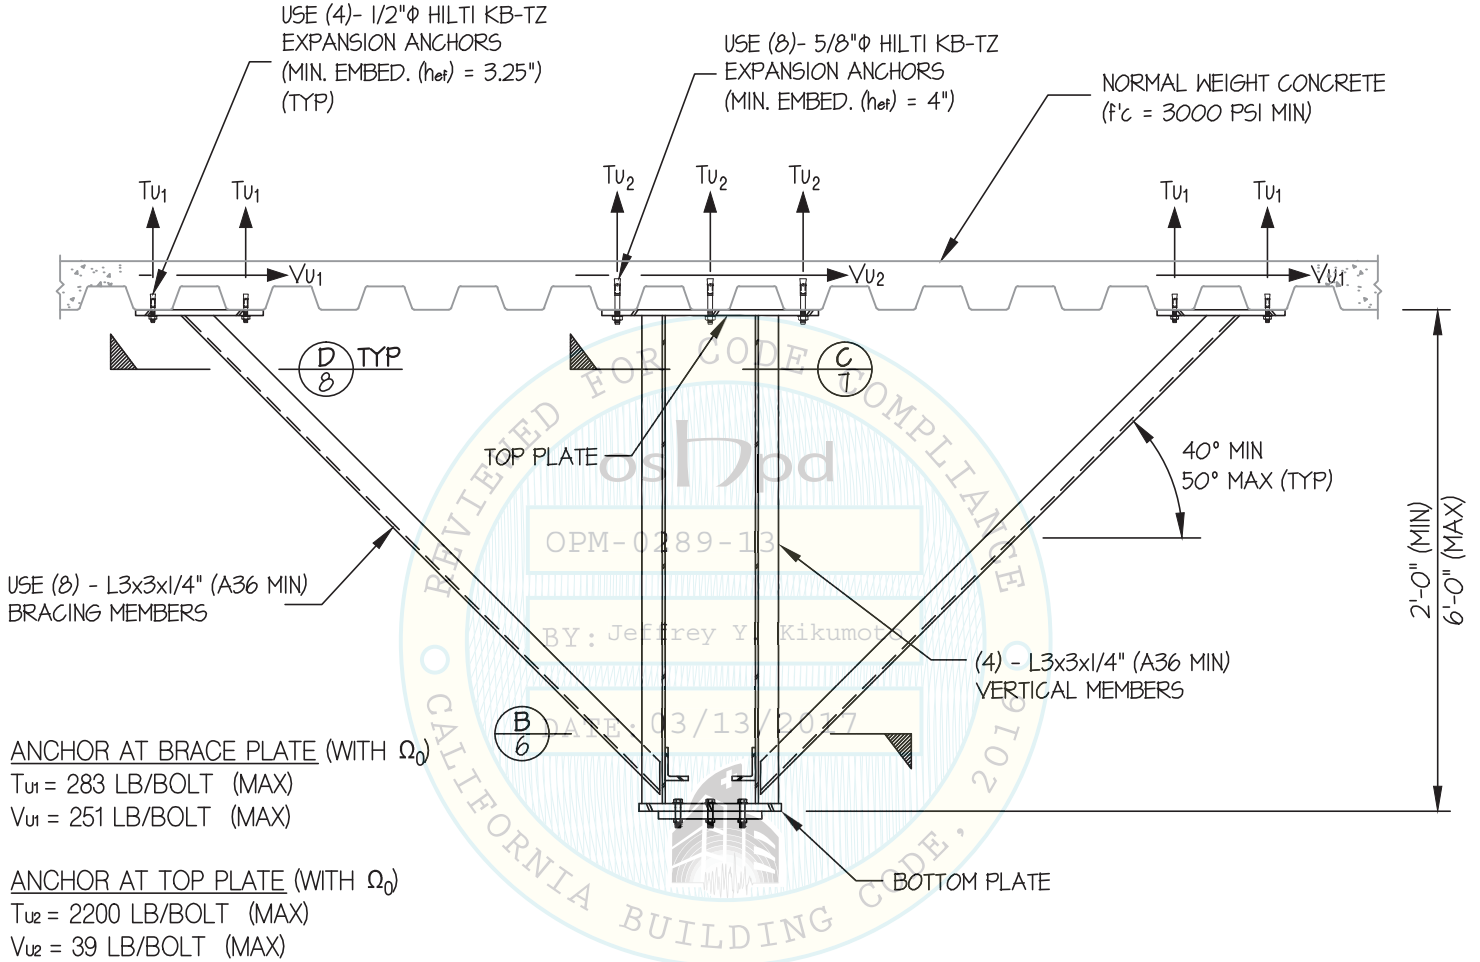 USE (4)- 1/2"Φ HILTI KB-TZ
EXPANSION ANCHORS
(MIN. EMBED. (hef) = 3.25")
(TYP)
USE (8)- 5/8"Φ HILTI KB-TZ
EXPANSION ANCHORS
(MIN. EMBED. (hef) = 4")
NORMAL WEIGHT CONCRETE
(f'c = 3000 PSI MIN)
Tu1
Tu1
Tu2
Tu2
Tu2
Tu1
Tu1
Vu1
Vu2
Vu1
D
8
TYP
C
7
REVIEWED FOR CODE COMPLIANCE
TOP PLATE
oshpd
40° MIN
50° MAX (TYP)
OPM-0289-13
2'-0" (MIN)
6'-0" (MAX)
USE (8) - L3x3x1/4" (A36 MIN)
BRACING MEMBERS
BY: Jeffrey Y. Kikumoto
(4) - L3x3x1/4" (A36 MIN)
VERTICAL MEMBERS
B
6
DATE: 03/13/2017
ANCHOR AT BRACE PLATE (WITH Ω0)
Tu1 = 283 LB/BOLT (MAX)
Vu1 = 251 LB/BOLT (MAX)
BOTTOM PLATE
ANCHOR AT TOP PLATE (WITH Ω0)
Tu2 = 2200 LB/BOLT (MAX)
Vu2 = 39 LB/BOLT (MAX)
CALIFORNIA BUILDING CODE, 2016